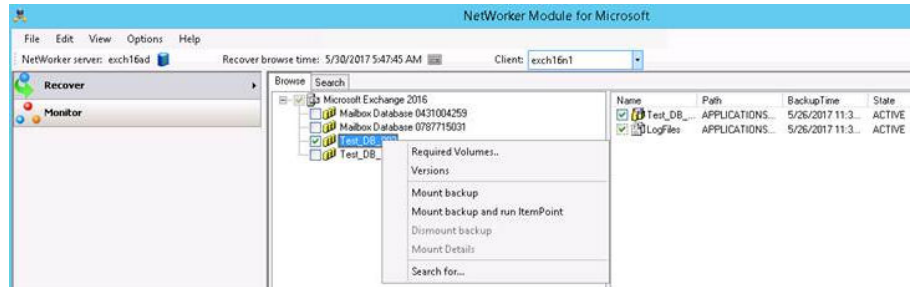 NetWorker Module for Microsoft
File Edit View Options Help
NetWorker server: exch16ad Recover browse time: 5/30/2017 5:47:45 AM Client: exch16n1
Recover
Monitor
Browse Search
Microsoft Exchange 2016
Mailbox Database 0431004259
Mailbox Database 0787715031
Test_DB_
Test_DB_
Required Volumes..
Versions
Mount backup
Mount backup and run ItemPoint
Dismount backup
Mount Details
Search for...
Name Path BackupTime State
Test_DB_... APPLICATIONS... 5/26/2017 11:3... ACTIVE
LogFiles APPLICATIONS... 5/26/2017 11:3... ACTIVE